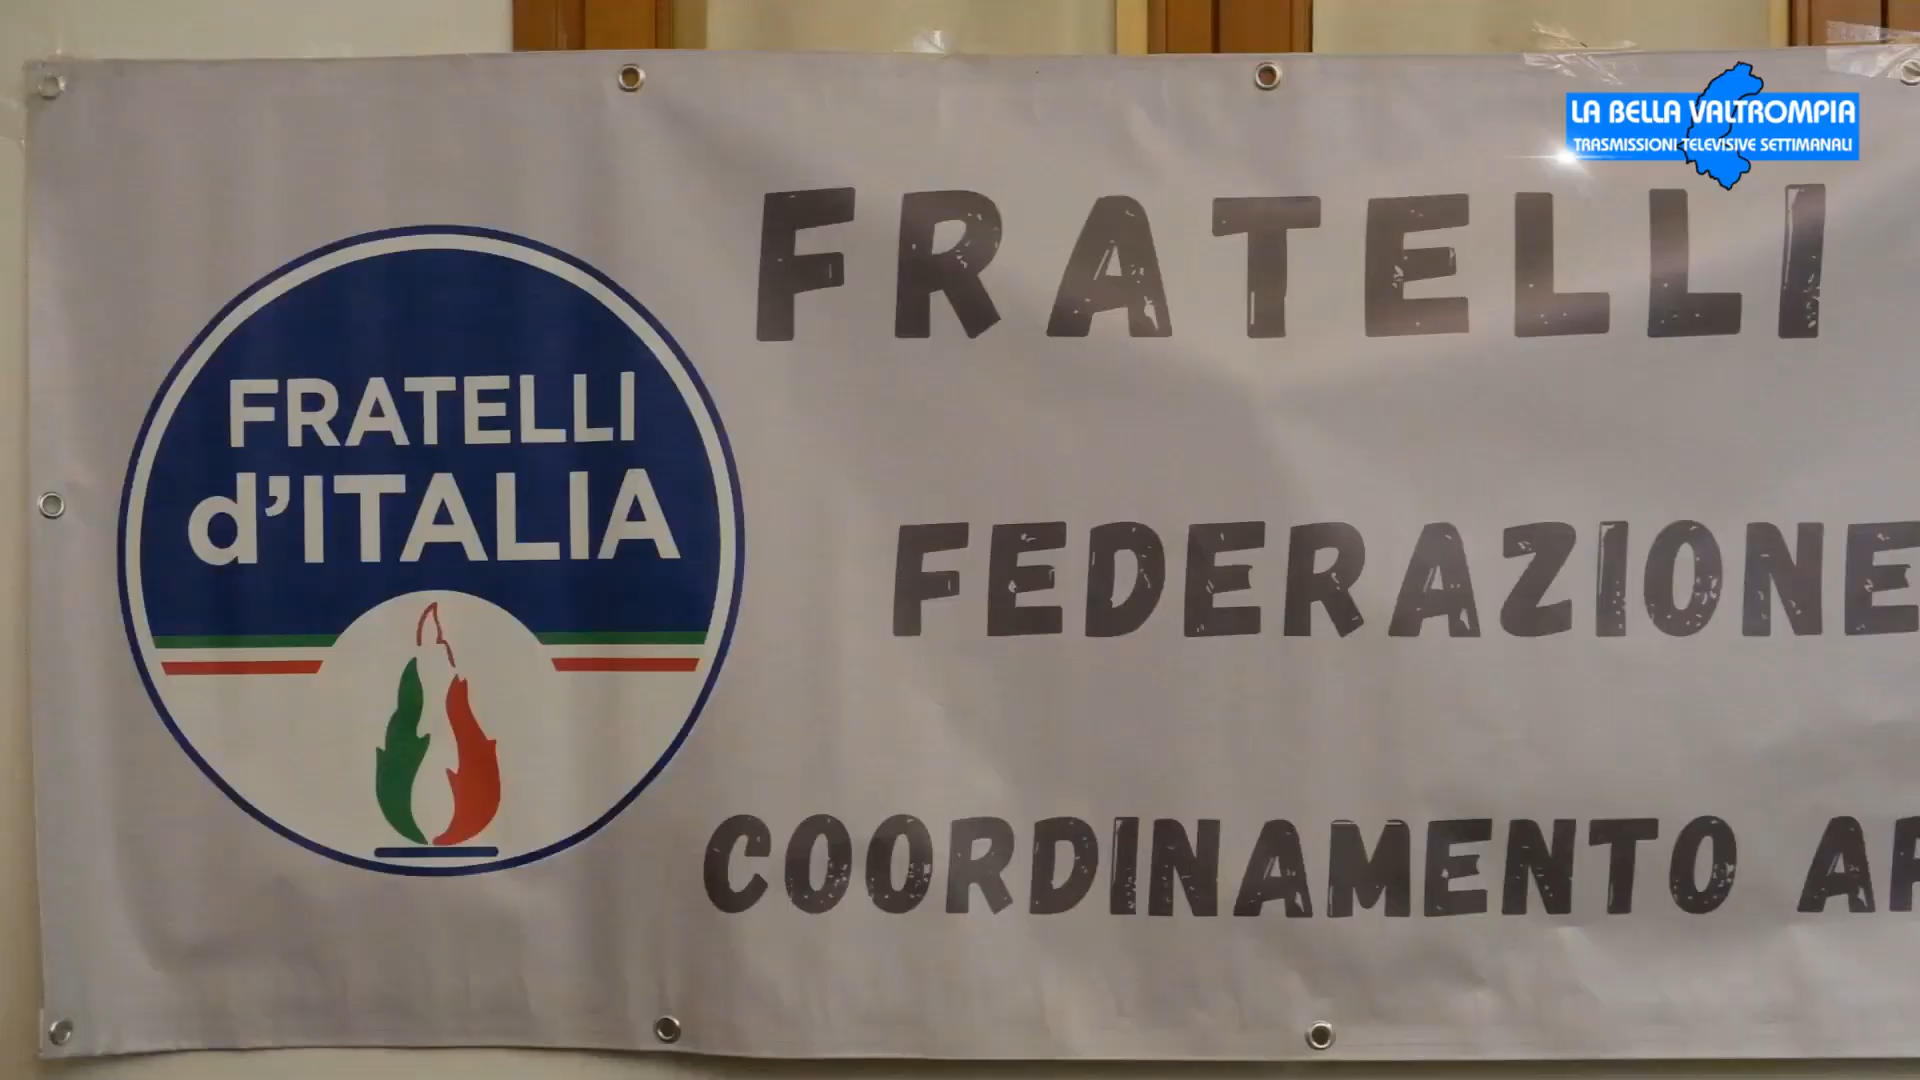 LA BELLA VALTROMPIA
TRASMISSIONI TELEVISIVE SETTIMANALI
FRATELLI
d'ITALIA
FRATELLI
FEDERAZIONE
COORDINAMENTO